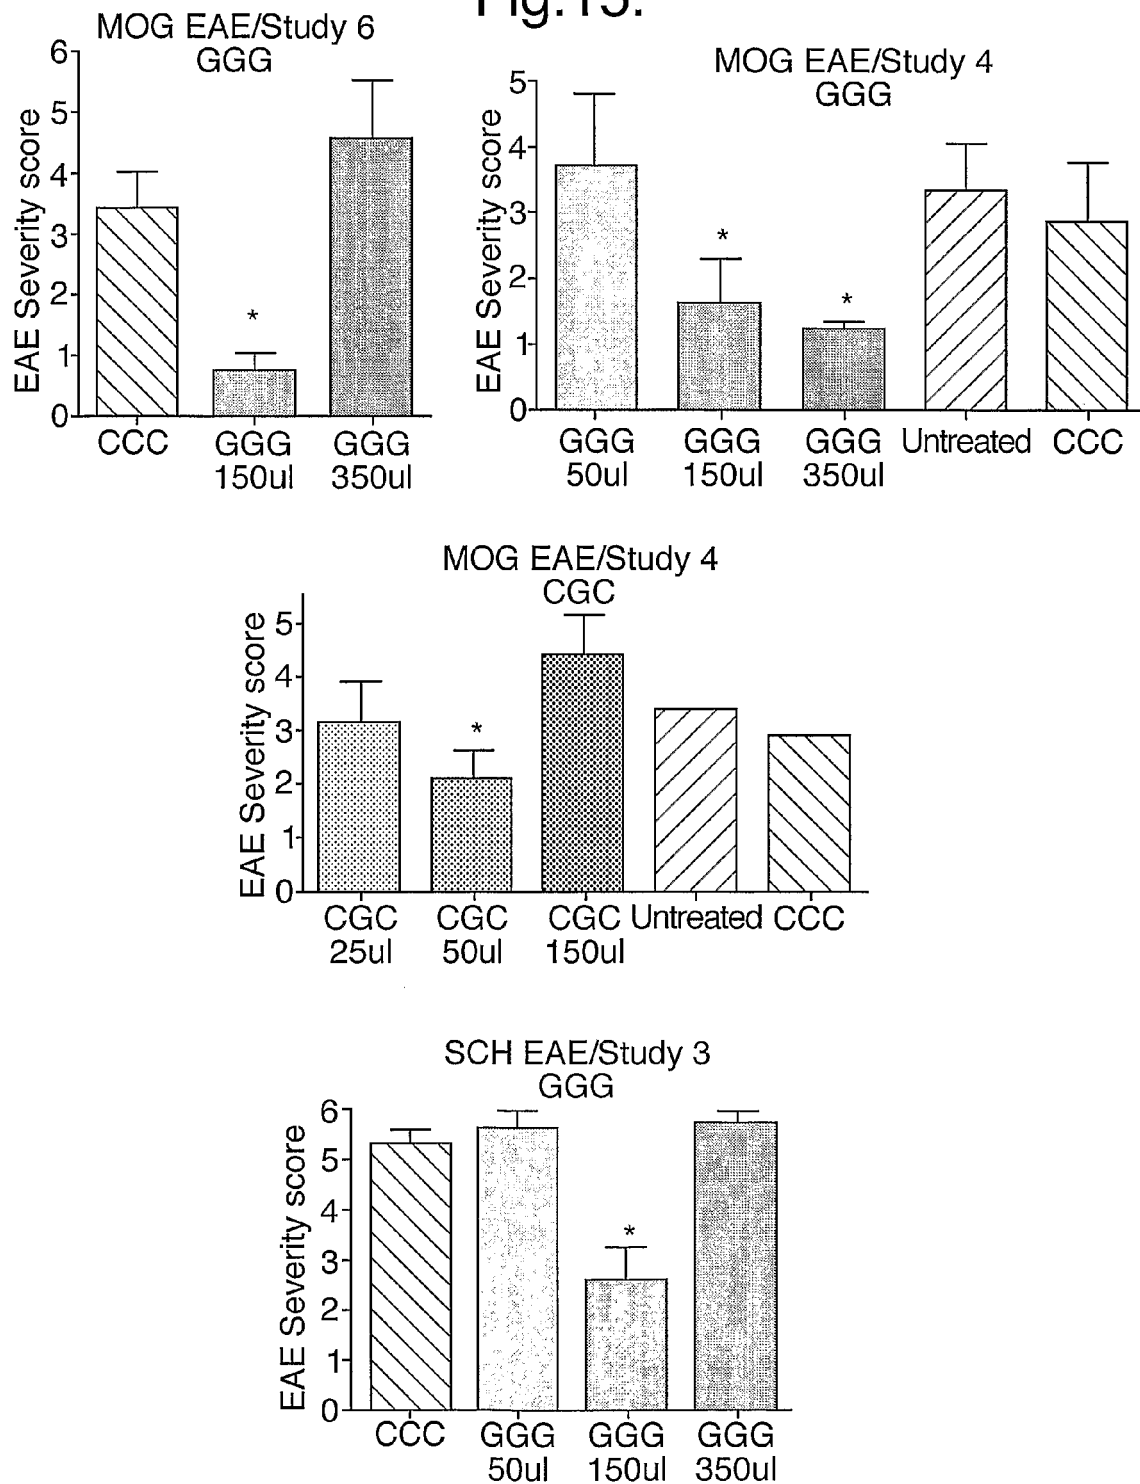 Fig.15.
MOG EAE/Study 6
GGG
EAE Severity score
6
5
4
3
2
1
0
*
CCC GGG GGG
150ul 350ul
MOG EAE/Study 4
GGG
EAE Severity score
5
4
3
2
1
0
* *
GGG GGG GGG Untreated CCC
50ul 150ul 350ul
MOG EAE/Study 4
CGC
EAE Severity score
5
4
3
2
1
0
*
CGC CGC CGC Untreated CCC
25ul 50ul 150ul
SCH EAE/Study 3
GGG
EAE Severity score
6
5
4
3
2
1
0
*
CCC GGG GGG GGG
50ul 150ul 350ul